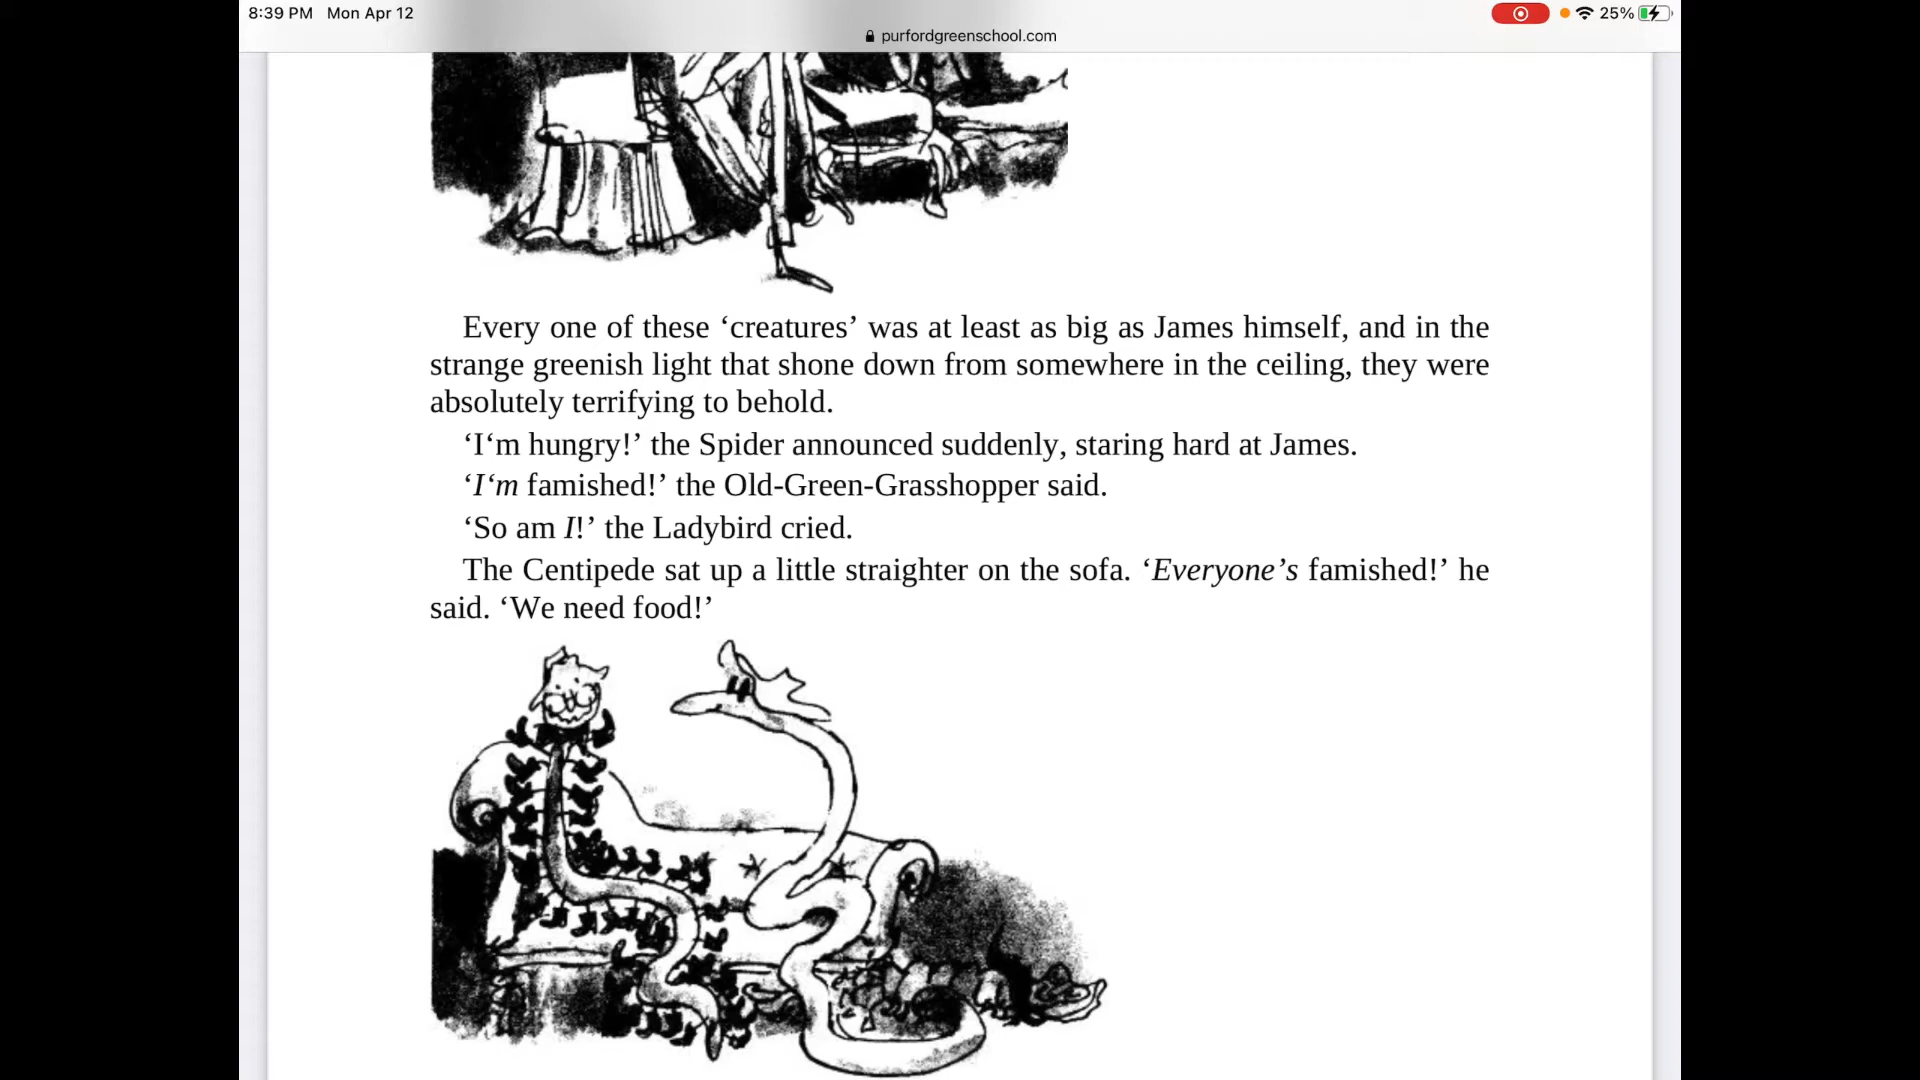 8:39 PM Mon Apr 12
25%
purfordgreenschool.com
Every one of these ‘creatures’ was at least as big as James himself, and in the
strange greenish light that shone down from somewhere in the ceiling, they were
absolutely terrifying to behold.
‘I‘m hungry!’ the Spider announced suddenly, staring hard at James.
‘I‘m famished!’ the Old-Green-Grasshopper said.
‘So am I!’ the Ladybird cried.
The Centipede sat up a little straighter on the sofa. ‘Everyone’s famished!’ he
said. ‘We need food!’